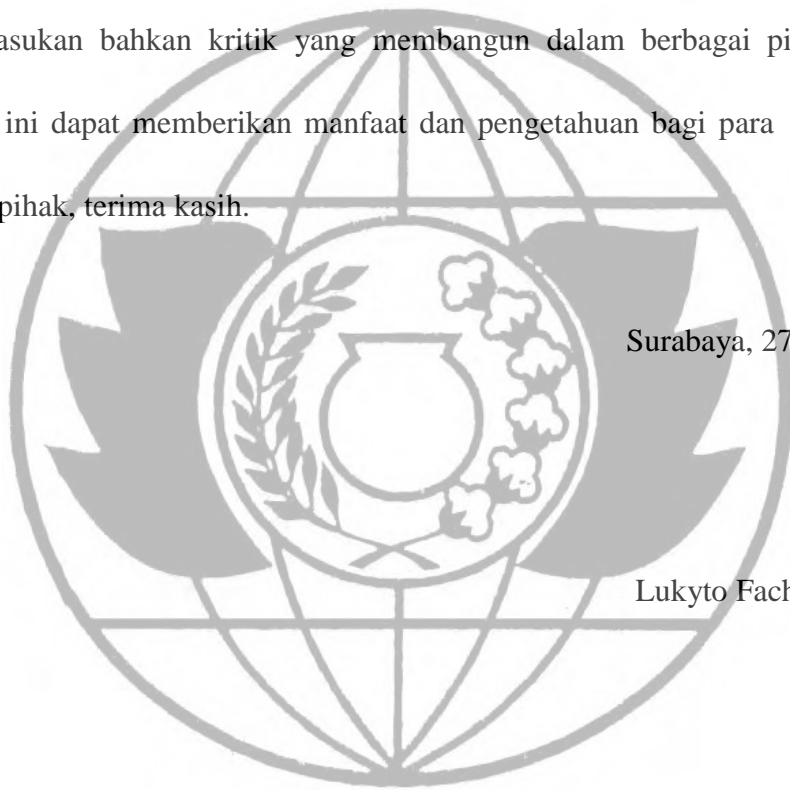 asukan bahkan kritik yang membangun dalam berbagai pi
ini dapat memberikan manfaat dan pengetahuan bagi para
pihak, terima kasih.
Surabaya, 27
Lukyto Fach